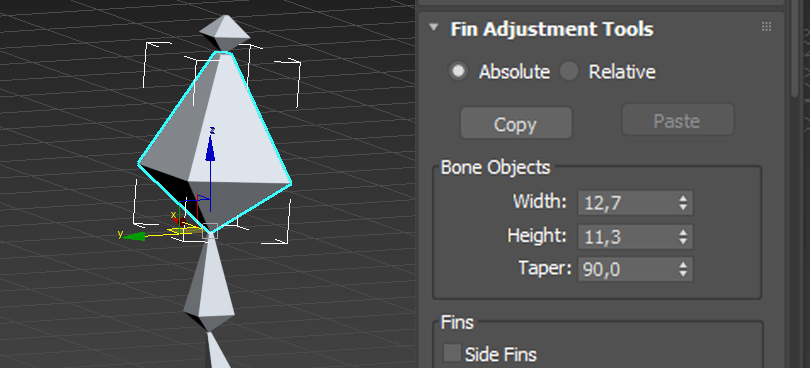 Fin Adjustment Tools
Absolute Relative
Copy Paste
Bone Objects
Width: 12,7
Height: 11,3
Taper: 90,0
Fins
Side Fins
z
x
y